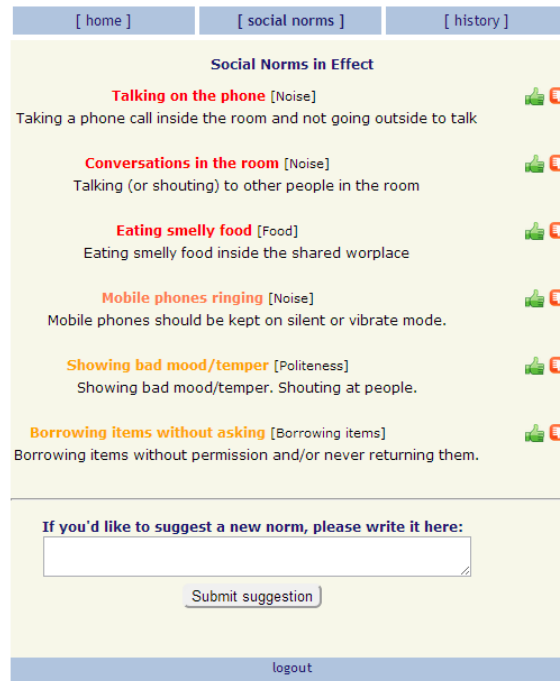 [ home ] [ social norms ] [ history ]
Social Norms in Effect
Talking on the phone [Noise]
Taking a phone call inside the room and not going outside to talk
Conversations in the room [Noise]
Talking (or shouting) to other people in the room
Eating smelly food [Food]
Eating smelly food inside the shared worplace
Mobile phones ringing [Noise]
Mobile phones should be kept on silent or vibrate mode.
Showing bad mood/temper [Politeness]
Showing bad mood/temper. Shouting at people.
Borrowing items without asking [Borrowing items]
Borrowing items without permission and/or never returning them.
If you'd like to suggest a new norm, please write it here:
Submit suggestion
logout